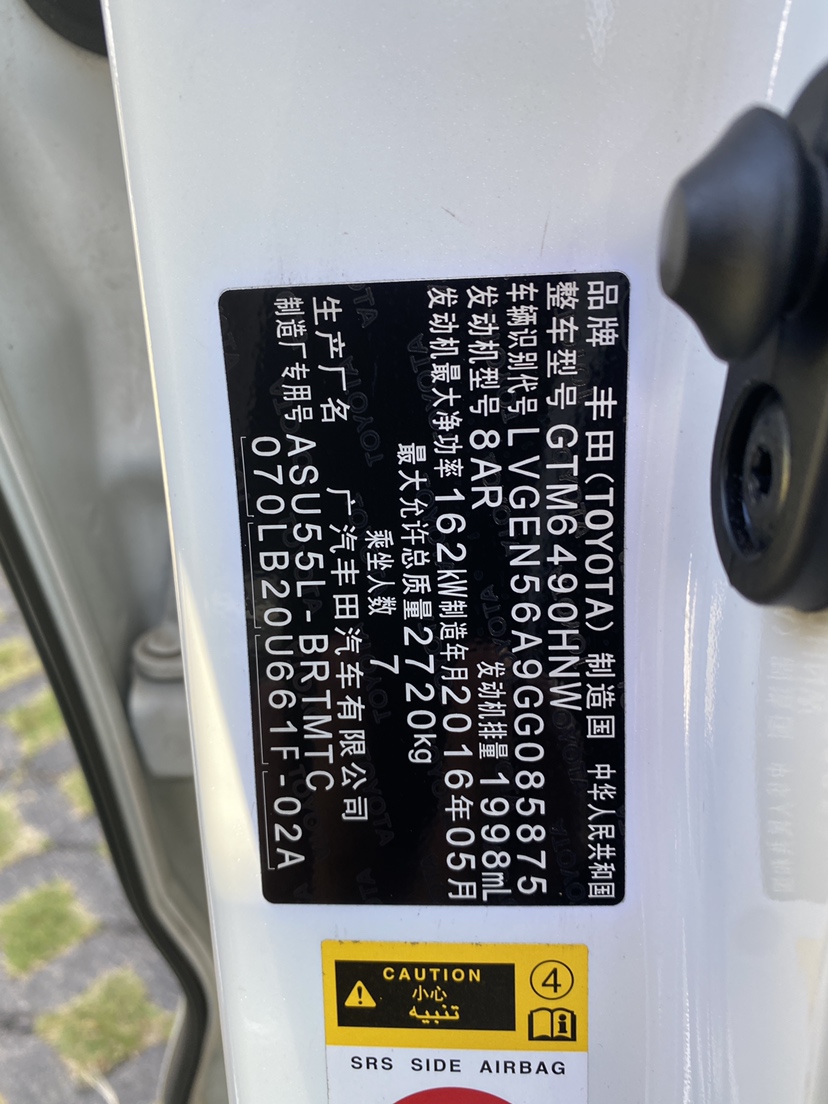 品牌 丰田(TOYOTA) 制造国 中华人民共和国
整车型号 GTM6490HNW
车辆识别代号 LVGEN56A9GG085875
发动机型号 8AR 发动机排量 1998mL
发动机最大净功率 162kW 制造年月 2016年05月
最大允许总质量 2720kg
乘坐人数 7
生产厂名 广汽丰田汽车有限公司
制造厂专用号 ASU55L-BRTMTC
070LB20U661F-02A
CAUTION
小心
تنبيه
4
SRS SIDE AIRBAG